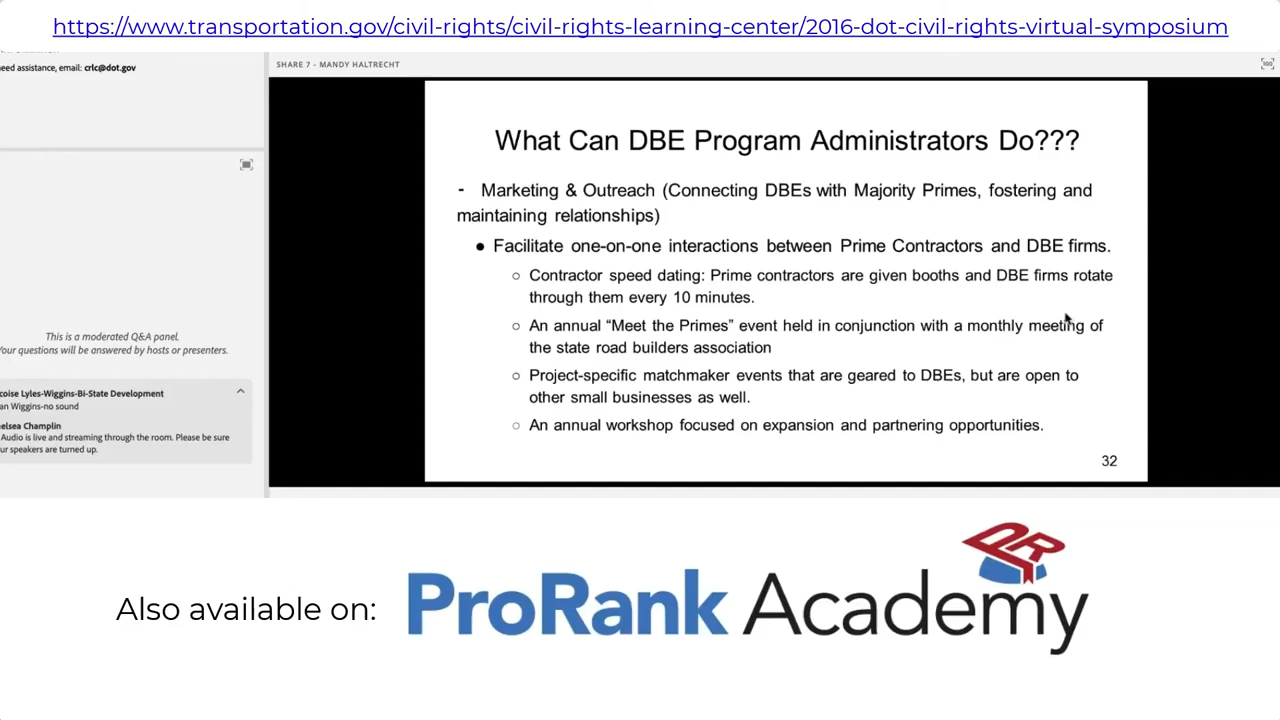 https://www.transportation.gov/civil-rights/civil-rights-learning-center/2016-dot-civil-rights-virtual-symposium
eed assistance, email: crlc@dot.gov
SHARE 7 - MANDY HALTRECHT
What Can DBE Program Administrators Do???
- Marketing & Outreach (Connecting DBEs with Majority Primes, fostering and
maintaining relationships)
● Facilitate one-on-one interactions between Prime Contractors and DBE firms.
○ Contractor speed dating: Prime contractors are given booths and DBE firms rotate
through them every 10 minutes.
○ An annual “Meet the Primes” event held in conjunction with a monthly meeting of
the state road builders association
○ Project-specific matchmaker events that are geared to DBEs, but are open to
other small businesses as well.
○ An annual workshop focused on expansion and partnering opportunities.
32
This is a moderated Q&A panel.
our questions will be answered by hosts or presenters.
coise Lyles-Wiggins-Bi-State Development
an Wiggins-no sound
elsea Champlin
Audio is live and streaming through the room. Please be sure
ur speakers are turned up.
Also available on:
ProRank Academy
PR